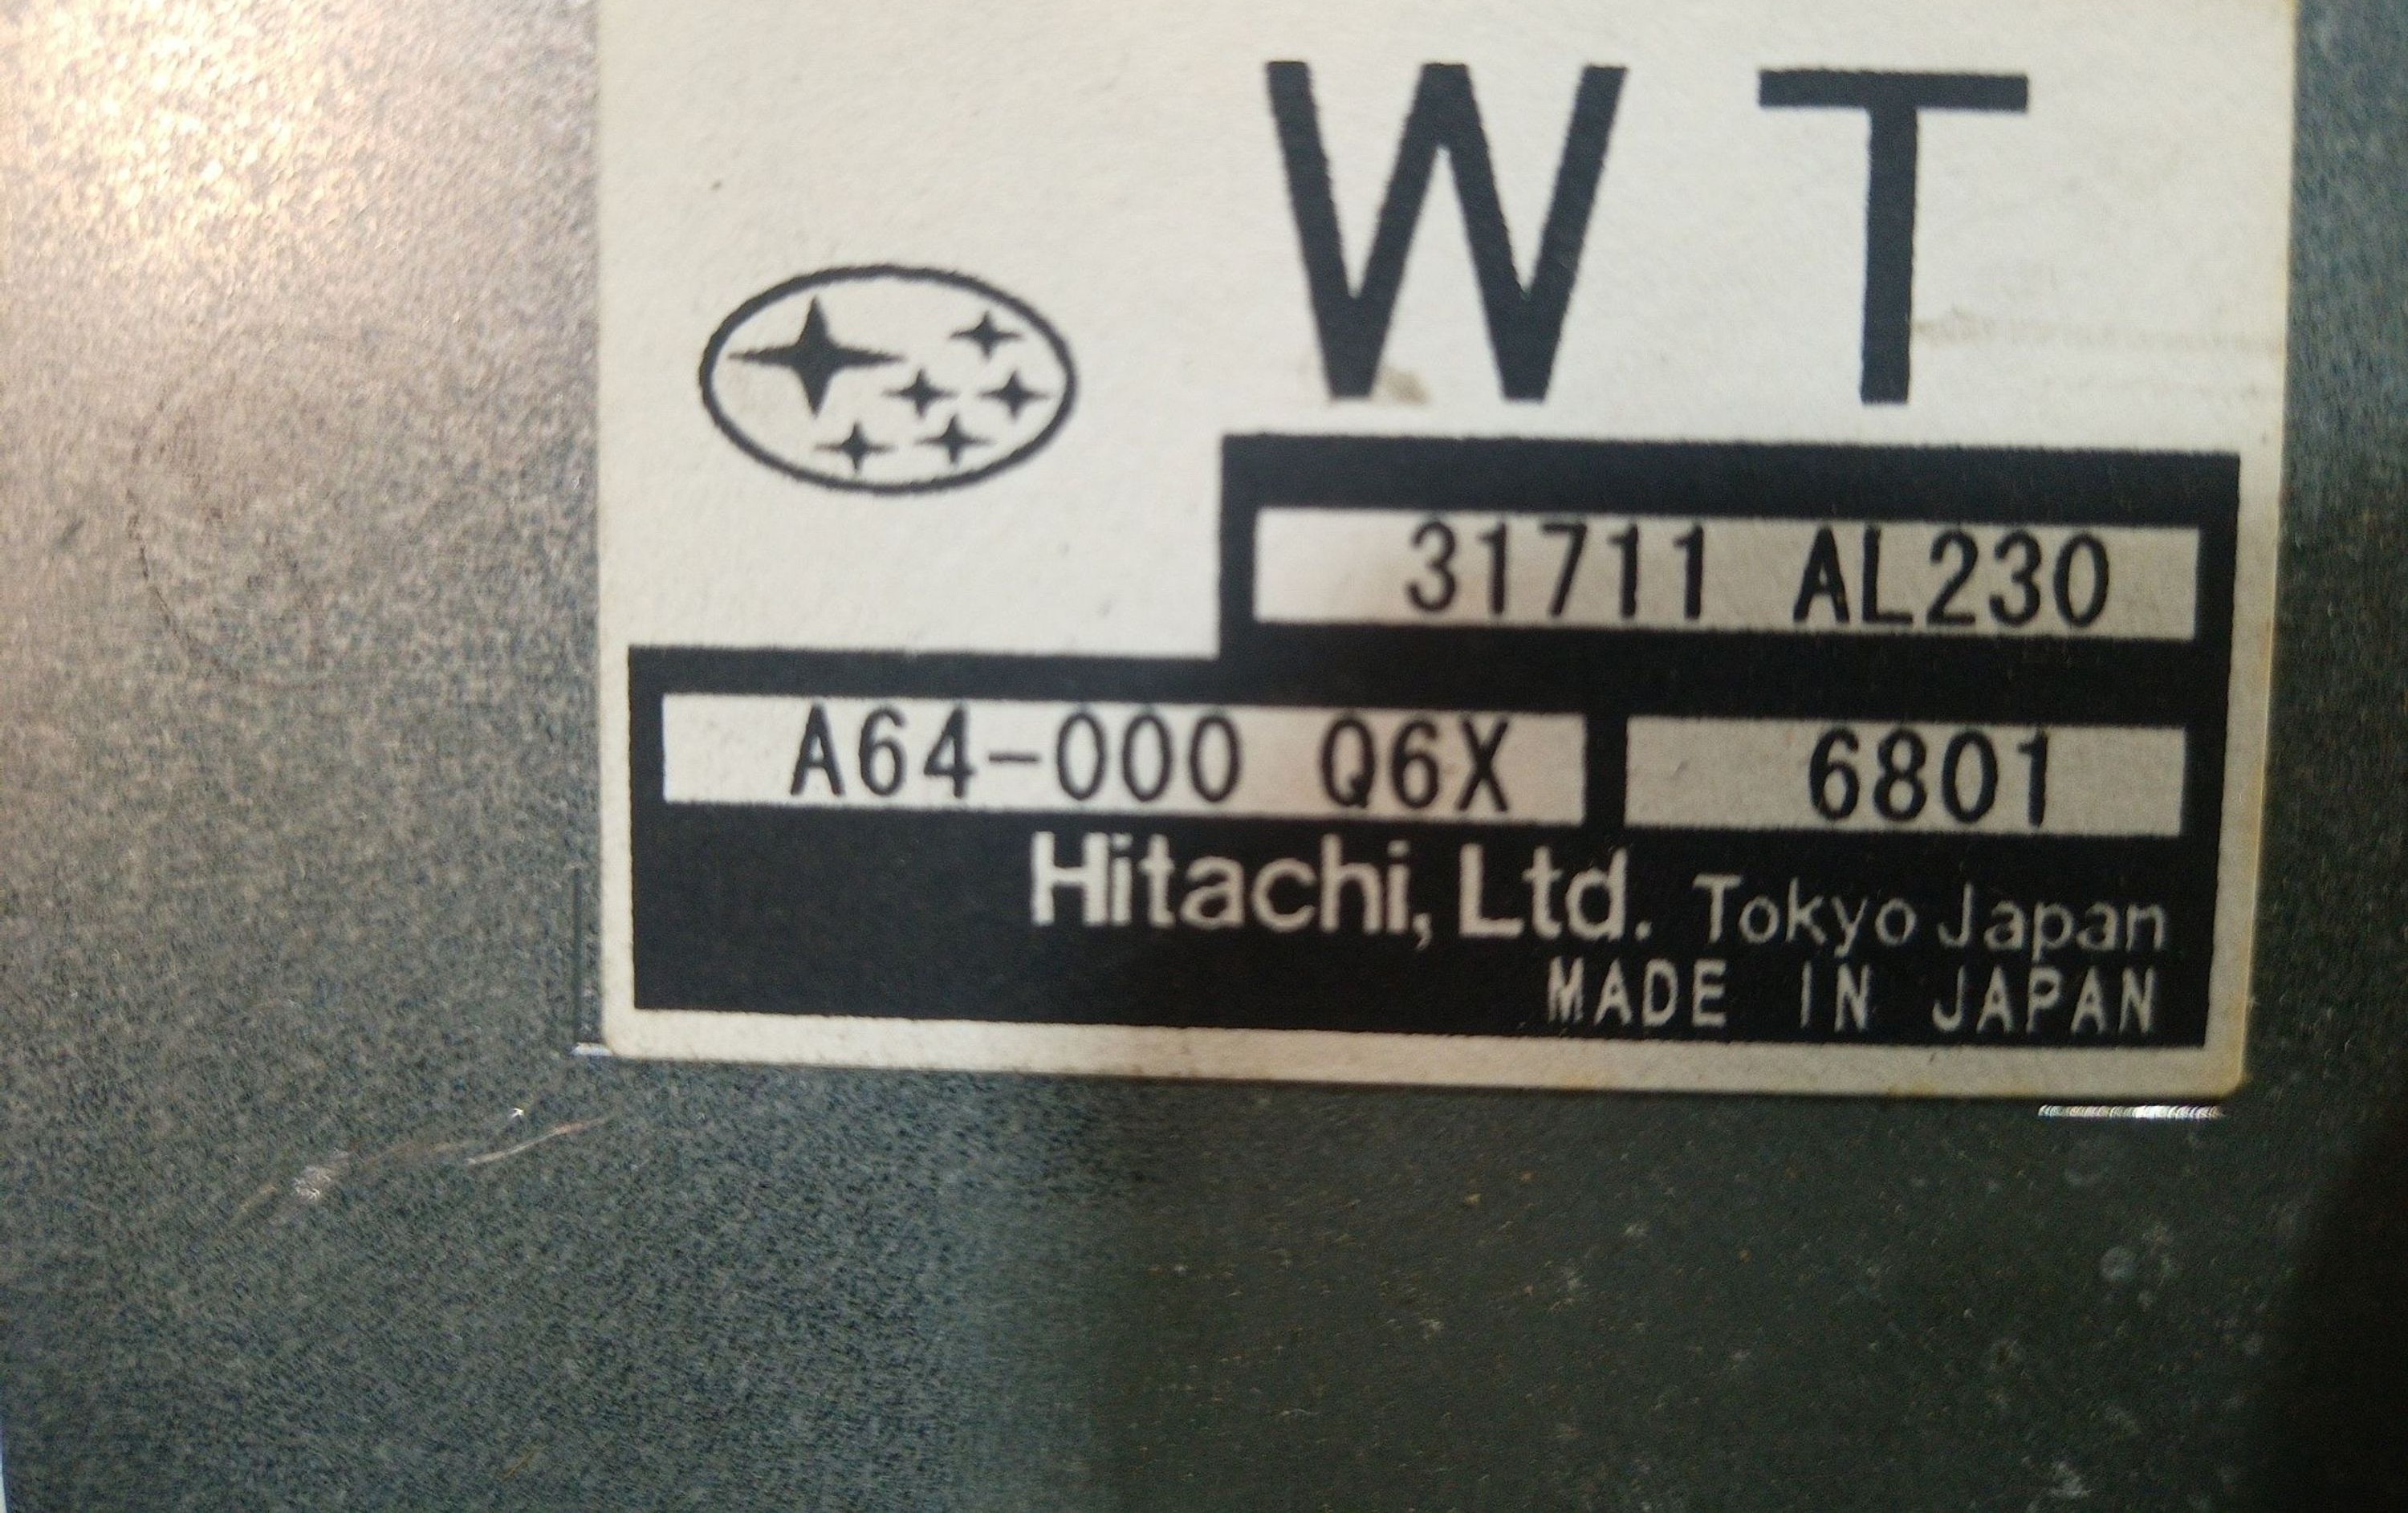 W T
31711 AL230
A64-000 Q6X 6801
Hitachi, Ltd. Tokyo Japan
MADE IN JAPAN